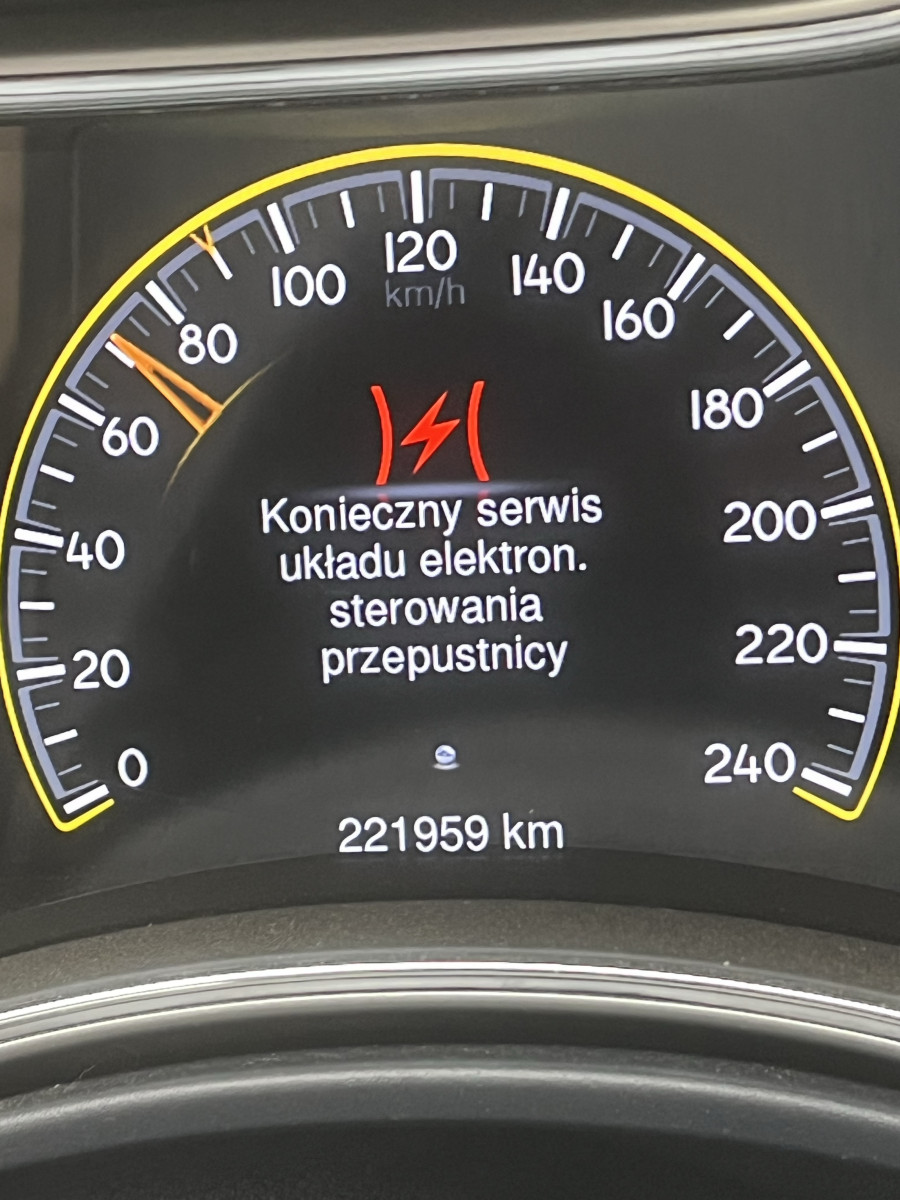 0
20
40
60
80
100
120
140
160
180
200
220
240
km/h
Konieczny serwis
układu elektron.
sterowania
przepustnicy
221959 km